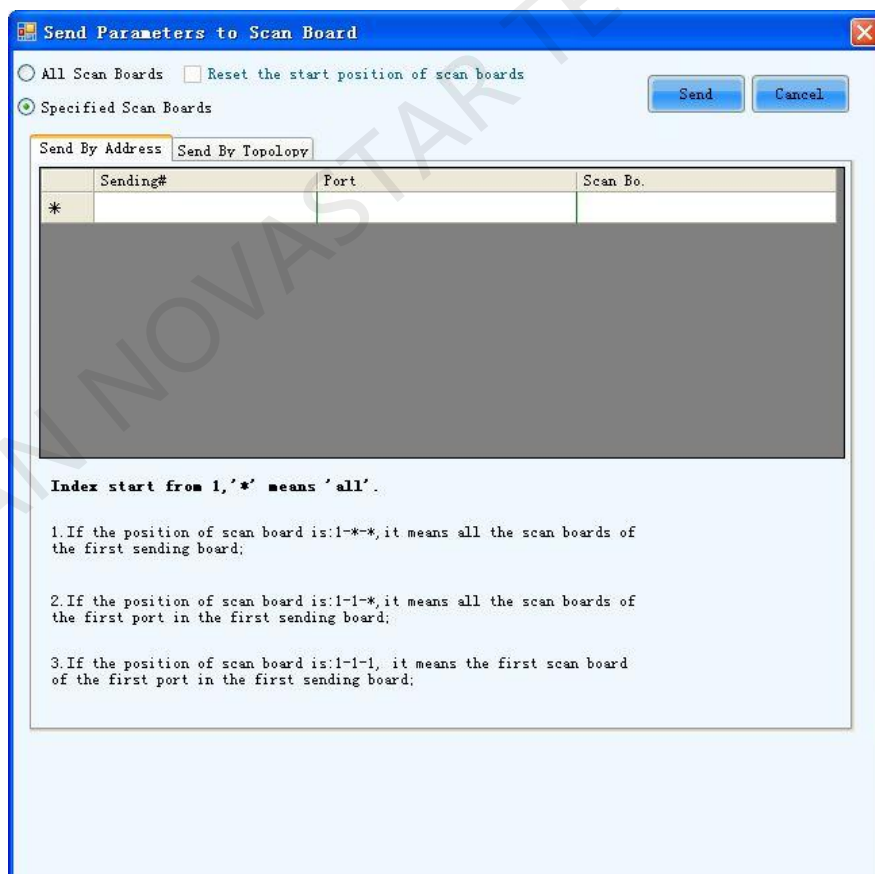 Send Parameters to Scan Board
All Scan Boards Reset the start position of scan boards
Specified Scan Boards
Send Cancel
Send By Address Send By Topolopy
Sending# Port Scan Bo.
*
Index start from 1,'*' means 'all'.
1.If the position of scan board is:1-*-*,it means all the scan boards of
the first sending board;
2.If the position of scan board is:1-1-*,it means all the scan boards of
the first port in the first sending board;
3.If the position of scan board is:1-1-1, it means the first scan board
of the first port in the first sending board;
NOVASTAR